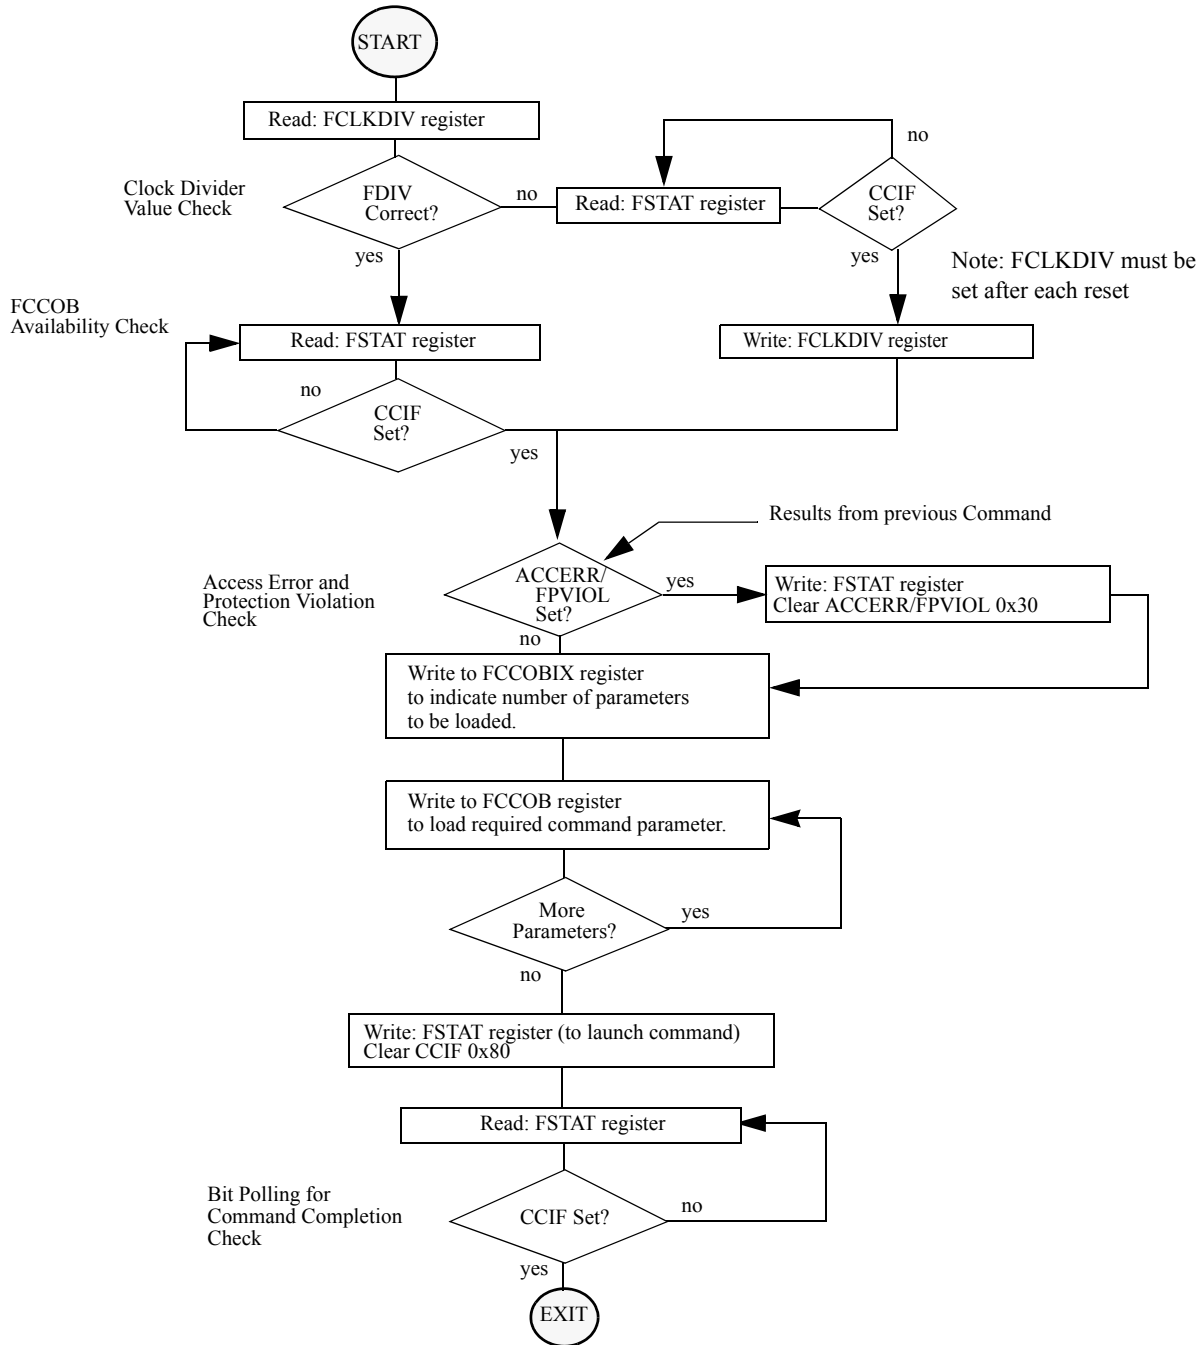 START
Read: FCLKDIV register
no
Clock Divider
Value Check
FDIV
Correct?
no
Read: FSTAT register
CCIF
Set?
yes
yes
Note: FCLKDIV must be
set after each reset
FCCOB
Availability Check
Read: FSTAT register
Write: FCLKDIV register
no
CCIF
Set?
yes
Results from previous Command
Access Error and
Protection Violation
Check
ACCERR/
FPVIOL
Set?
yes
Write: FSTAT register
Clear ACCERR/FPVIOL 0x30
no
Write to FCCOBIX register
to indicate number of parameters
to be loaded.
Write to FCCOB register
to load required command parameter.
More
Parameters?
yes
no
Write: FSTAT register (to launch command)
Clear CCIF 0x80
Read: FSTAT register
Bit Polling for
Command Completion
Check
CCIF Set?
no
yes
EXIT